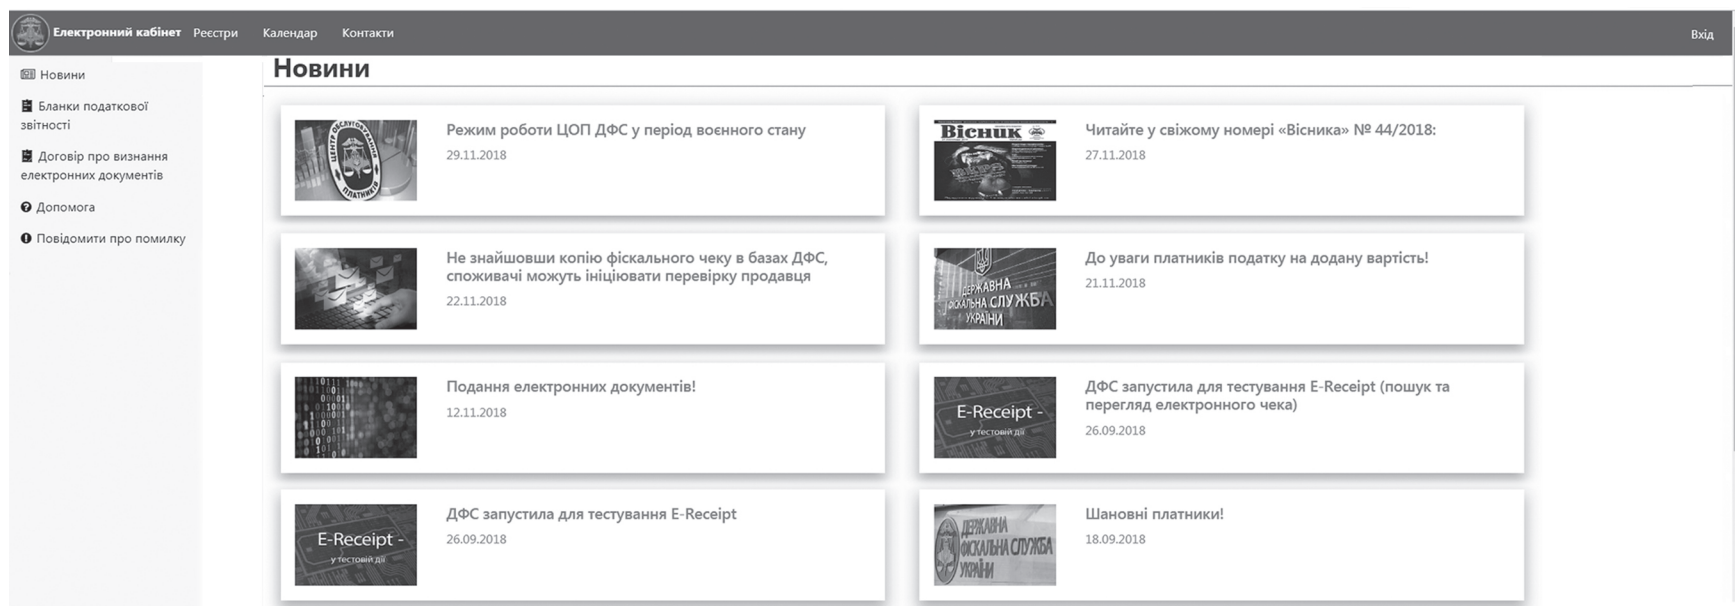 Електронний кабінет Реєстри Календар Контакти Вхід
Новини
Бланки податкової
звітності
Договір про визнання
електронних документів
Допомога
Повідомити про помилку
Новини
ЦЕНТР ОБСЛУГОВУВАННЯ
ПЛАТНИКІВ
Режим роботи ЦОП ДФС у період воєнного стану
29.11.2018
Вісник
Читайте у свіжому номері «Вісника» № 44/2018:
27.11.2018
Не знайшовши копію фіскального чеку в базах ДФС,
споживачі можуть ініціювати перевірку продавця
22.11.2018
ДЕРЖАВНА
ФІСКАЛЬНА СЛУЖБА
УКРАЇНИ
До уваги платників податку на додану вартість!
21.11.2018
Подання електронних документів!
12.11.2018
E-Receipt -
у тестовій дії
ДФС запустила для тестування E-Receipt (пошук та
перегляд електронного чека)
26.09.2018
E-Receipt -
у тестовій дії
ДФС запустила для тестування E-Receipt
26.09.2018
ДЕРЖАВНА
ФІСКАЛЬНА СЛУЖБА
УКРАЇНИ
Шановні платники!
18.09.2018